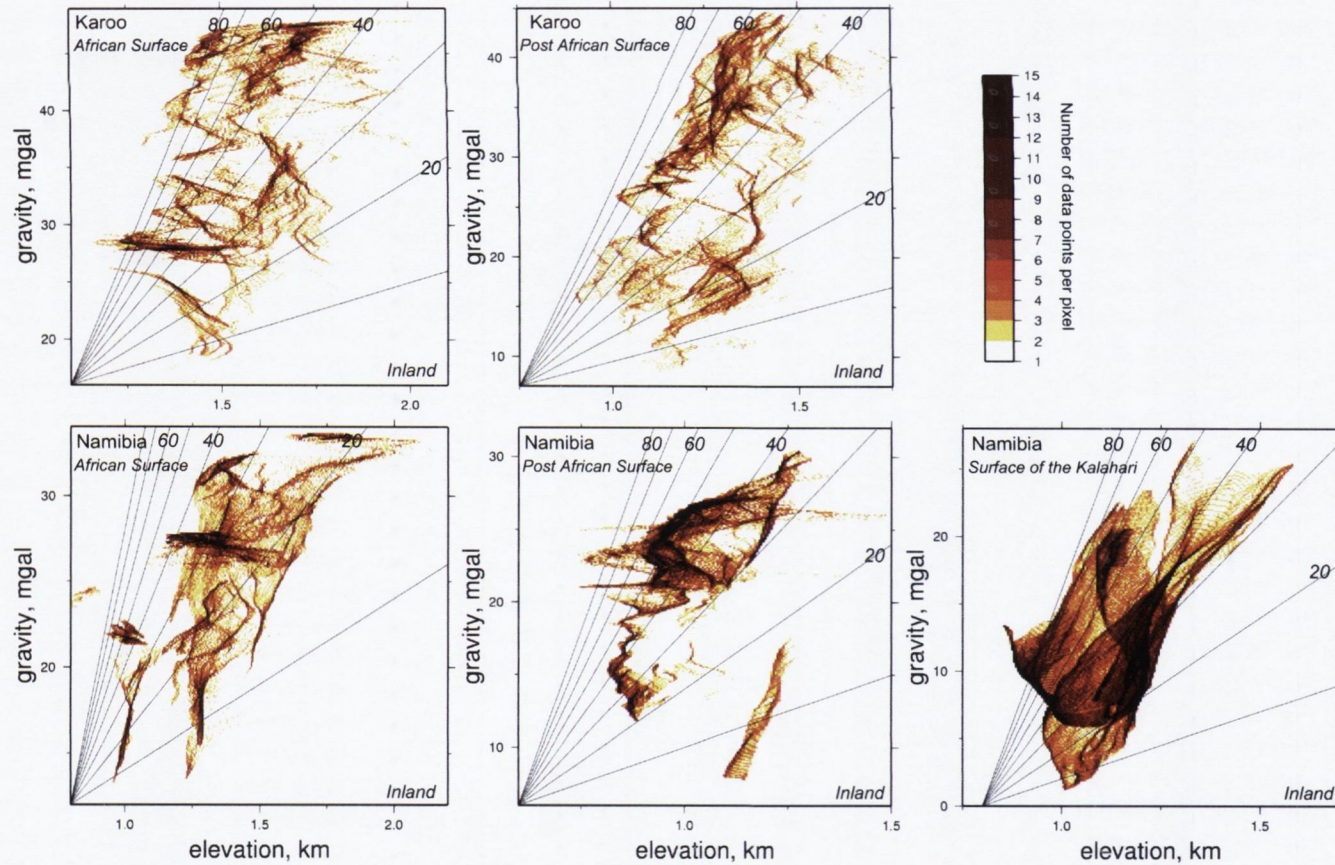 Karoo
African Surface
80 60 40
20
Inland
gravity, mgal
40
30
20
1.5 2.0
Karoo
Post African Surface
80 60 40
20
Inland
gravity, mgal
40
30
20
10
1.0 1.5
15
14
13
12
11
10
9
8
7
6
5
4
3
2
1
Number of data points per pixel
Namibia
African Surface
60 40 20
Inland
gravity, mgal
30
20
1.0 1.5 2.0
elevation, km
Namibia
Post African Surface
80 60 40
20
Inland
gravity, mgal
30
20
10
1.0 1.5
elevation, km
Namibia
Surface of the Kalahari
80 60 40
20
Inland
gravity, mgal
20
10
0
1.0 1.5
elevation, km